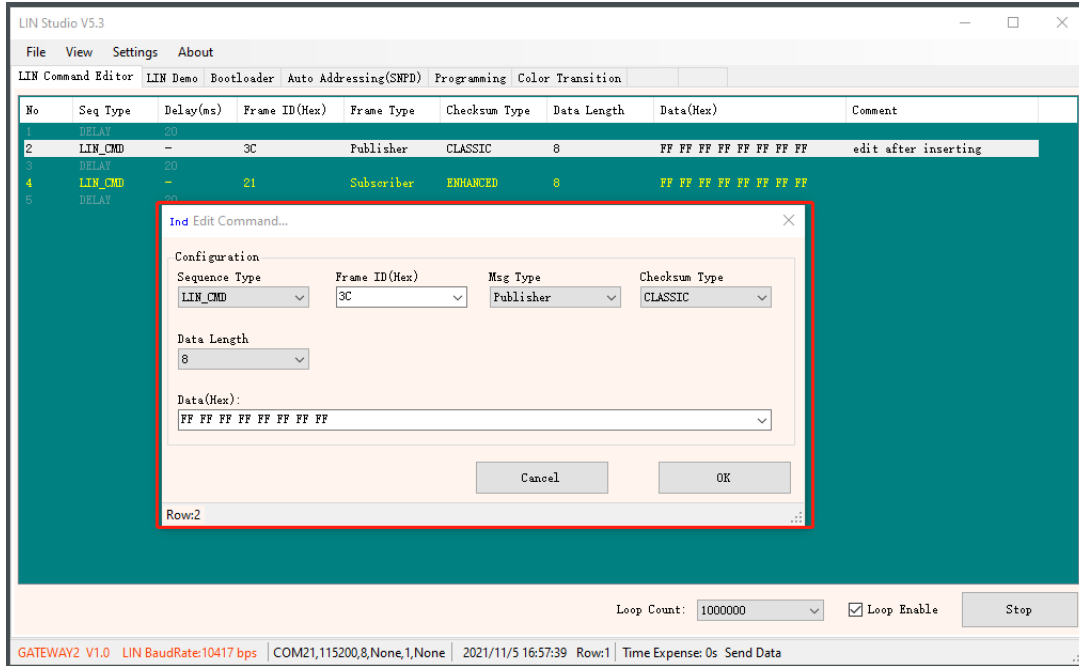 LIN Studio V5.3
File View Settings About
LIN Command Editor LIN Demo Bootloader Auto Addressing(SNPD) Programming Color Transition
No Seq Type Delay(ms) Frame ID(Hex) Frame Type Checksum Type Data Length Data(Hex) Comment
1 DELAY 20
2 LIN_CMD - 3C Publisher CLASSIC 8 FF FF FF FF FF FF FF FF edit after inserting
3 DELAY 20
4 LIN_CMD - 21 Subscriber ENHANCED 8 FF FF FF FF FF FF FF FF
5 DELAY 20
Ind Edit Command...
Configuration
Sequence Type Frame ID(Hex) Msg Type Checksum Type
LIN_CMD 3C Publisher CLASSIC
Data Length
8
Data(Hex):
FF FF FF FF FF FF FF FF
Cancel OK
Row:2
Loop Count: 1000000 Loop Enable Stop
GATEWAY2 V1.0 LIN BaudRate:10417 bps COM21,115200,8,None,1,None 2021/11/5 16:57:39 Row:1 Time Expense: 0s Send Data